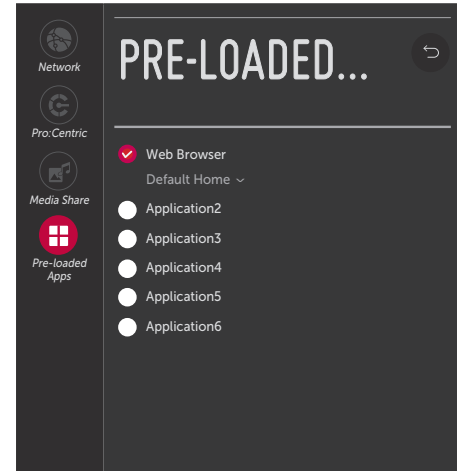 Network
Pro:Centric
Media Share
Pre-loaded
Apps
PRE-LOADED...
Web Browser
Default Home
Application2
Application3
Application4
Application5
Application6